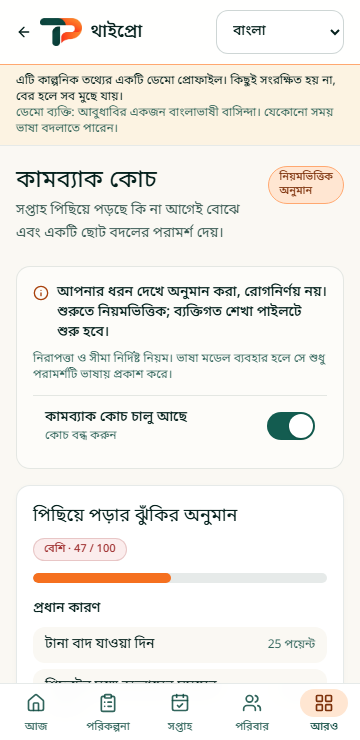 থাইপ্রো
বাংলা
এটি কাল্পনিক তথ্যের একটি ডেমো প্রোফাইল। কিছুই সংরক্ষিত হয় না,
বের হলে সব মুছে যায়।
ডেমো ব্যক্তি: আবুধাবির একজন বাংলাভাষী বাসিন্দা। যেকোনো সময়
ভাষা বদলাতে পারেন।
কামব্যাক কোচ
নিয়মভিত্তিক
অনুমান
সপ্তাহ পিছিয়ে পড়ছে কি না আগেই বোঝে
এবং একটি ছোট বদলের পরামর্শ দেয়।
আপনার ধরন দেখে অনুমান করা, রোগনির্ণয় নয়।
শুরুতে নিয়মভিত্তিক; ব্যক্তিগত শেখা পাইলটে
শুরু হবে।
নিরাপত্তা ও সীমা নির্দিষ্ট নিয়ম। ভাষা মডেল ব্যবহার হলে সে শুধু
পরামর্শটি ভাষায় প্রকাশ করে।
কামব্যাক কোচ চালু আছে
কোচ বন্ধ করুন
পিছিয়ে পড়ার ঝুঁকির অনুমান
বেশি · 47 / 100
প্রধান কারণ
টানা বাদ যাওয়া দিন
25 পয়েন্ট
আজ
পরিকল্পনা
সপ্তাহ
পরিবার
আরও